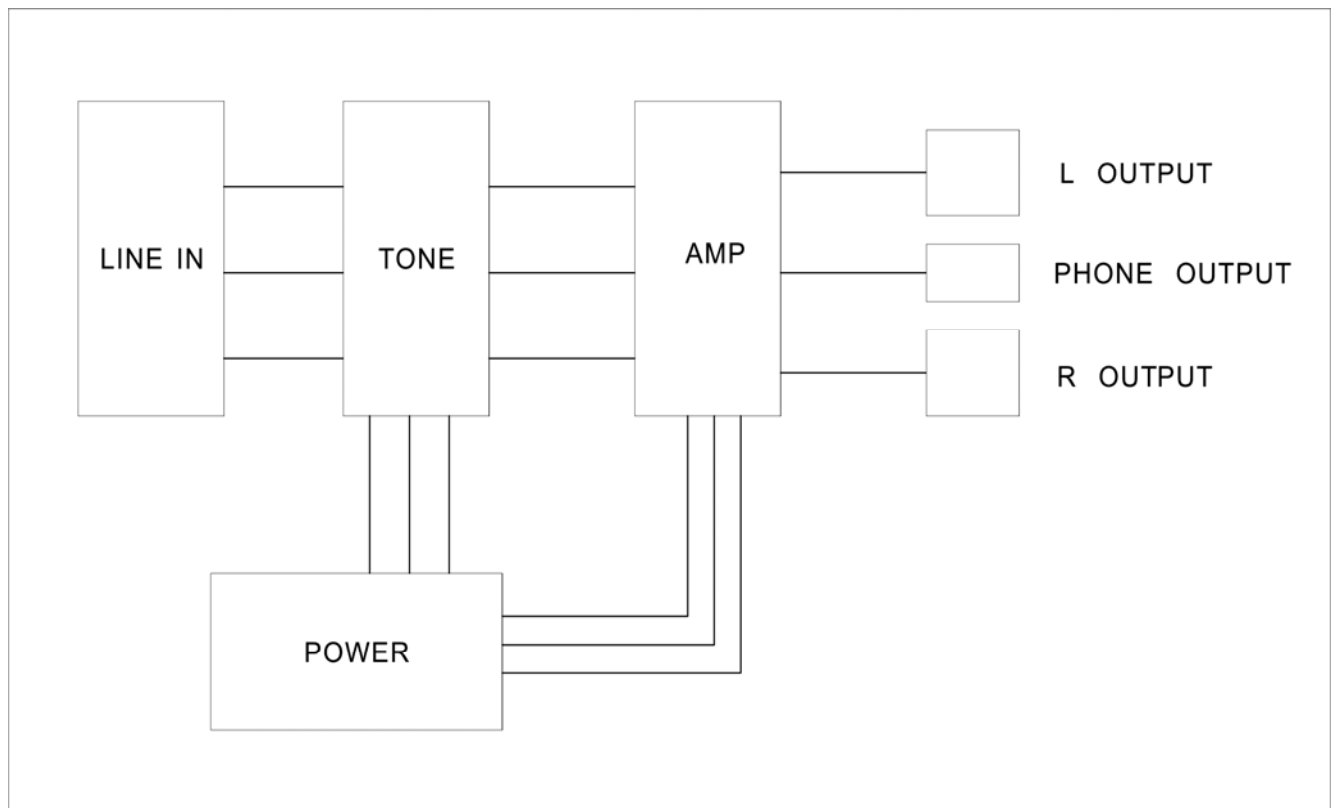 LINE IN
TONE
AMP
L OUTPUT
PHONE OUTPUT
R OUTPUT
POWER